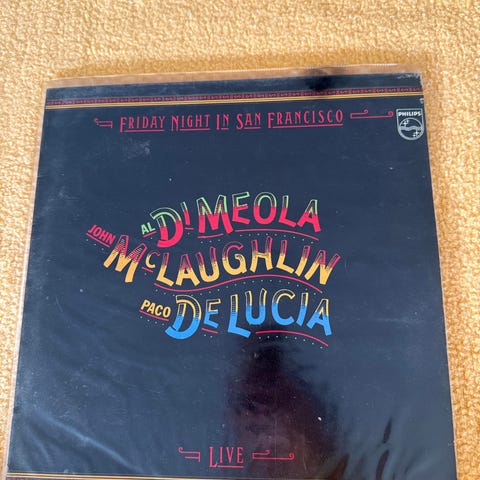 FRIDAY NIGHT IN SAN FRANCISCO
PHILIPS
AL DI MEOLA
JOHN MCLAUGHLIN
PACO DE LUCIA
LIVE